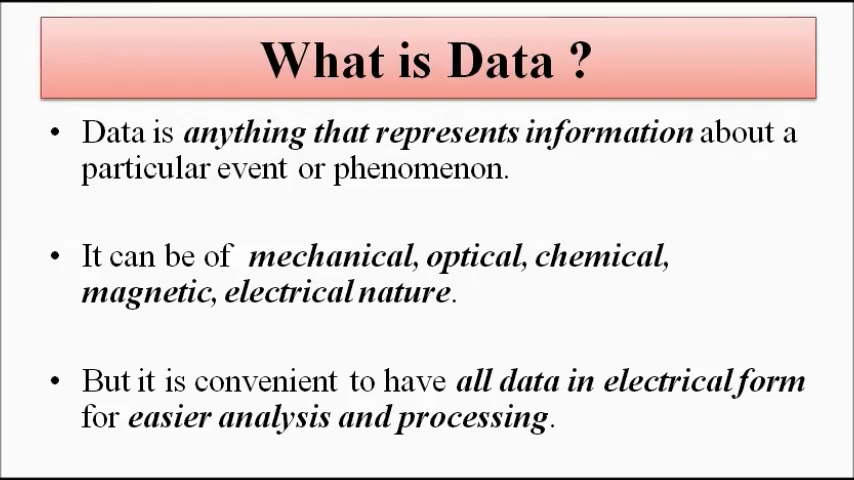 What is Data ?
• Data is anything that represents information about a
particular event or phenomenon.
• It can be of mechanical, optical, chemical,
magnetic, electrical nature.
• But it is convenient to have all data in electrical form
for easier analysis and processing.